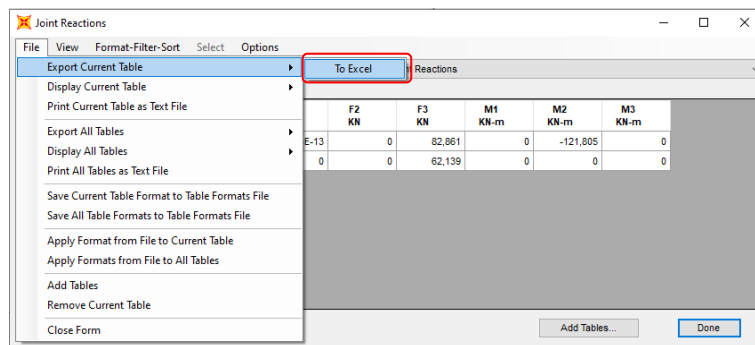 Joint Reactions
File View Format-Filter-Sort Select Options
Export Current Table
To Excel
Reactions
Display Current Table
Print Current Table as Text File
Export All Tables
Display All Tables
Print All Tables as Text File
Save Current Table Format to Table Formats File
Save All Table Formats to Table Formats File
Apply Format from File to Current Table
Apply Formats from File to All Tables
Add Tables
Remove Current Table
Close Form
F2 F3 M1 M2 M3
KN KN KN-m KN-m KN-m
E-13 0 82,861 0 -121,805 0
0 0 62,139 0 0 0
Add Tables... Done